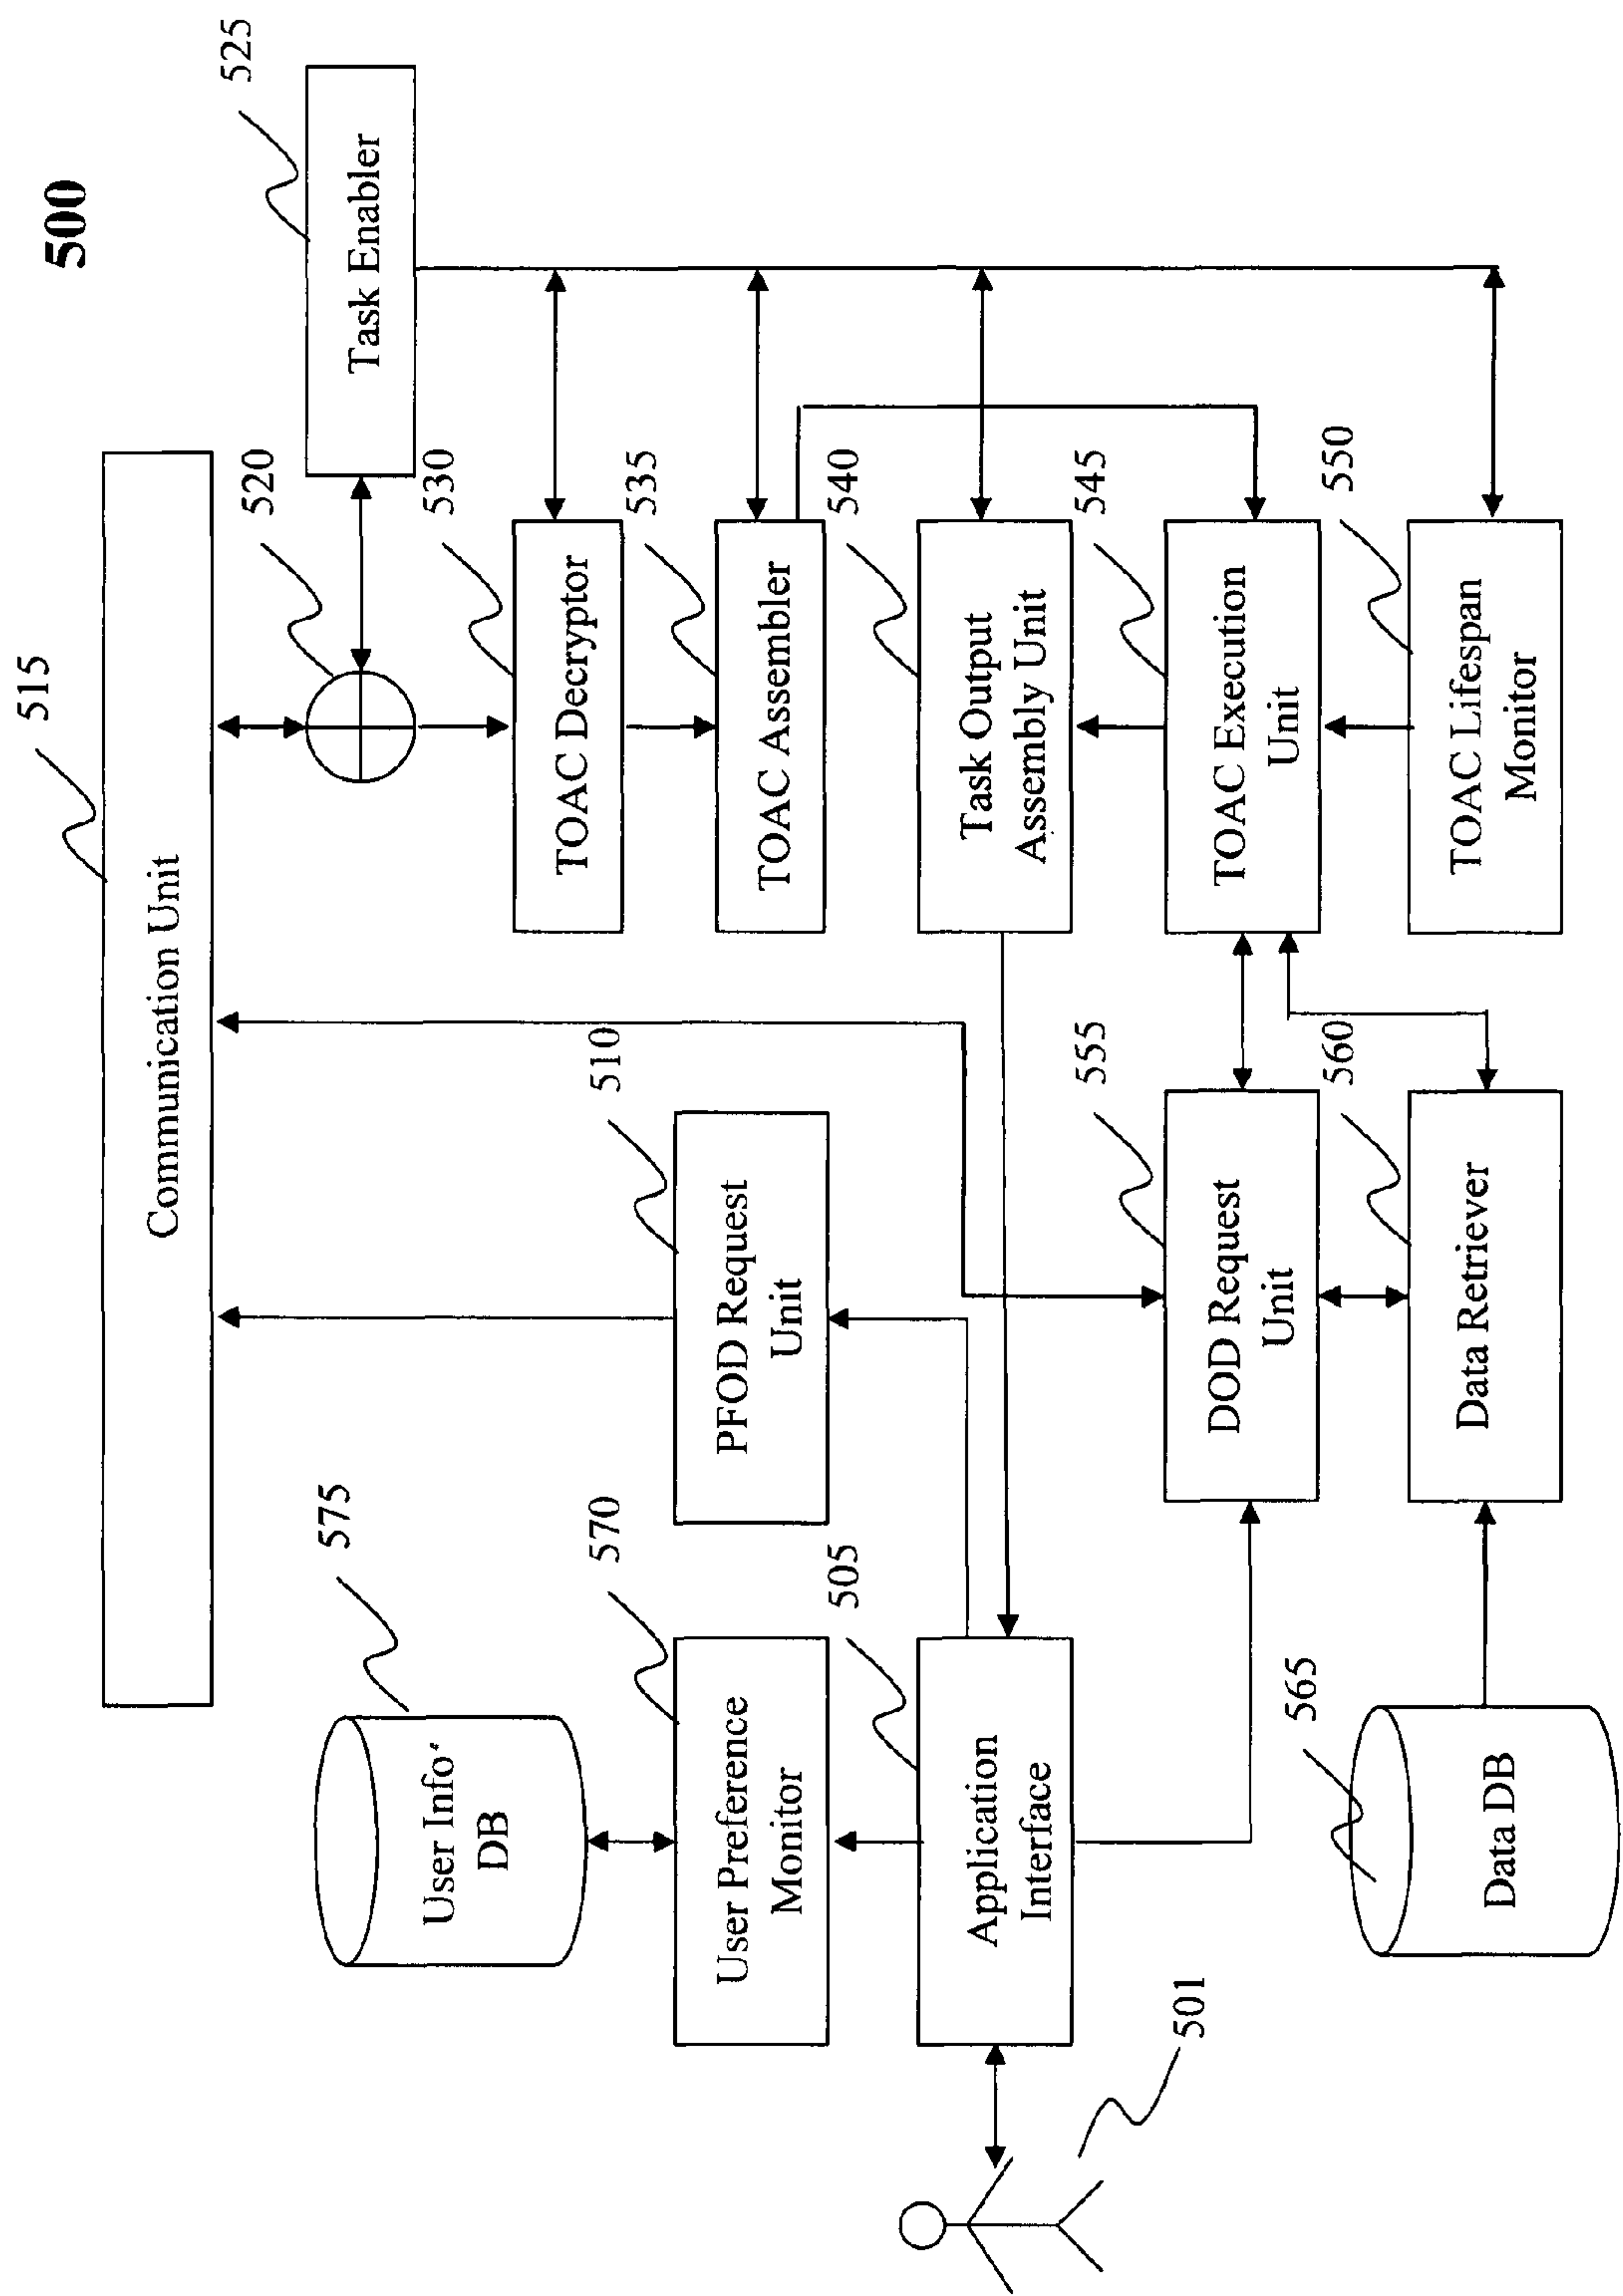 500
515
Communication Unit
520
525
Task Enabler
575
User Info'
DB
510
530
TOAC Decryptor
570
User Preference
Monitor
PFOD Request
Unit
535
TOAC Assembler
505
Application
Interface
540
Task Output
Assembly Unit
555
DOD Request
Unit
545
TOAC Execution
Unit
501
565
Data DB
560
Data Retriever
550
TOAC Lifespan
Monitor